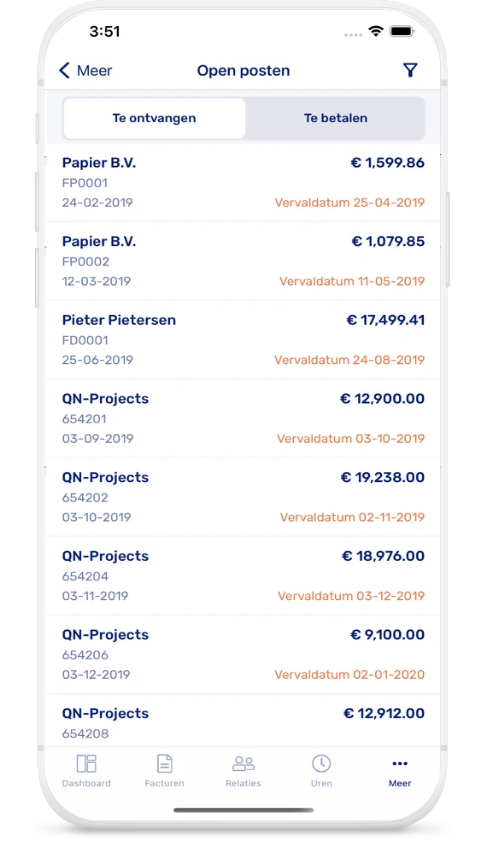 3:51
Meer
Open posten
Te ontvangen
Te betalen
Papier B.V.
€ 1,599.86
FP0001
24-02-2019
Vervaldatum 25-04-2019
Papier B.V.
€ 1,079.85
FP0002
12-03-2019
Vervaldatum 11-05-2019
Pieter Pietersen
€ 17,499.41
FD0001
25-06-2019
Vervaldatum 24-08-2019
QN-Projects
€ 12,900.00
654201
03-09-2019
Vervaldatum 03-10-2019
QN-Projects
€ 19,238.00
654202
03-10-2019
Vervaldatum 02-11-2019
QN-Projects
€ 18,976.00
654204
03-11-2019
Vervaldatum 03-12-2019
QN-Projects
€ 9,100.00
654206
03-12-2019
Vervaldatum 02-01-2020
QN-Projects
€ 12,912.00
654208
Dashboard
Facturen
Relaties
Uren
Meer